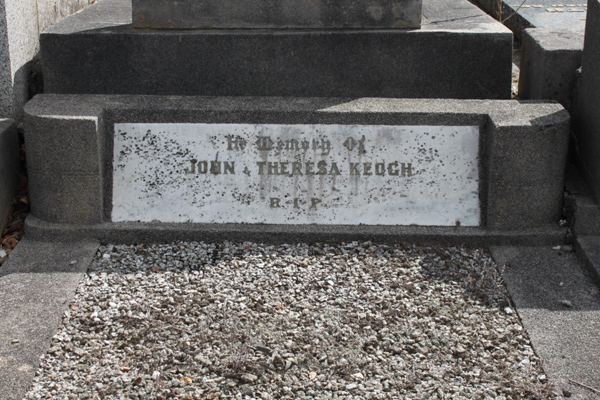 In Memory Of
JOHN & THERESA KEOGH
R I P